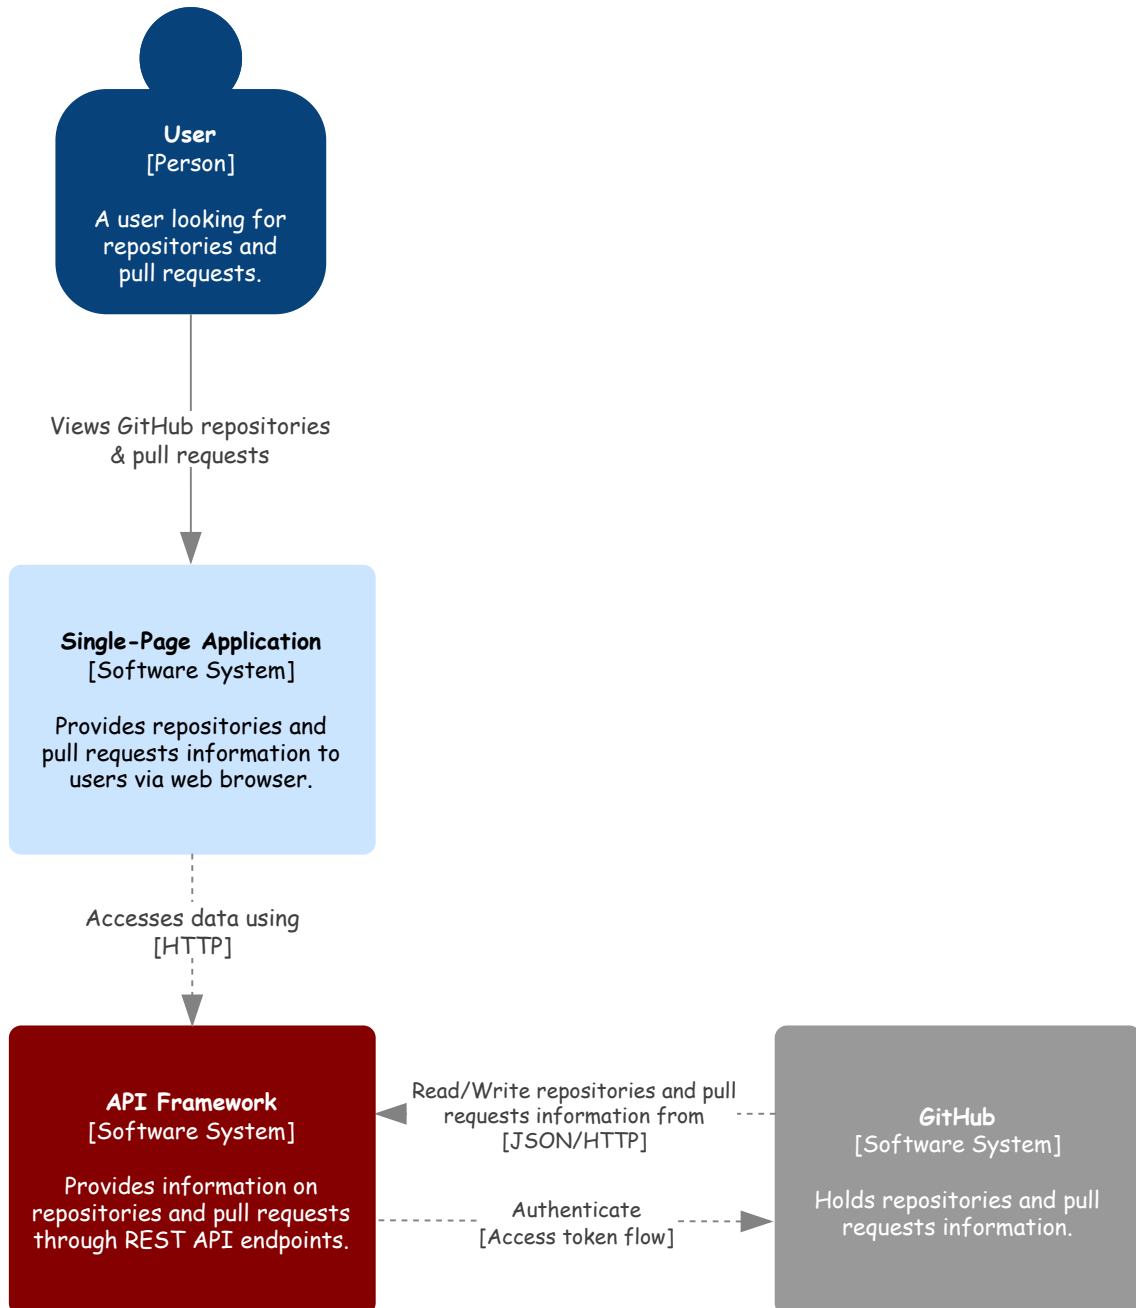 User
[Person]
A user looking for
repositories and
pull requests.
Views GitHub repositories
& pull requests
Single-Page Application
[Software System]
Provides repositories and
pull requests information to
users via web browser.
Accesses data using
[HTTP]
API Framework
[Software System]
Provides information on
repositories and pull requests
through REST API endpoints.
Read/Write repositories and pull
requests information from
[JSON/HTTP]
Authenticate
[Access token flow]
GitHub
[Software System]
Holds repositories and pull
requests information.